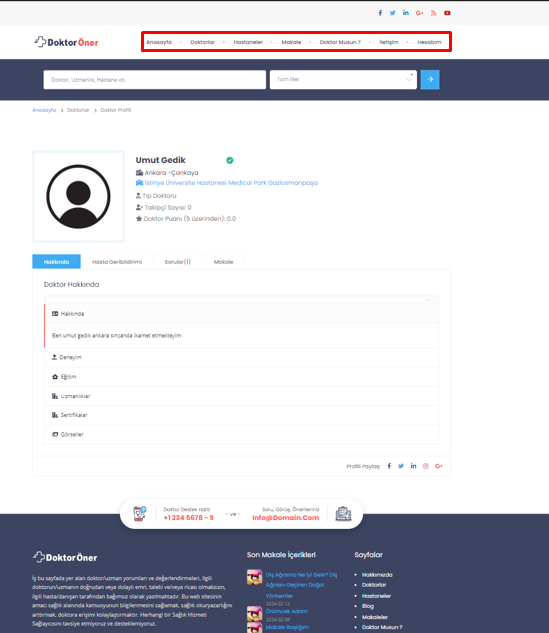 DoktorÖner
Anasayfa Doktorlar Hastaneler Makale Doktor Musun ? İletişim Hesabım
Doktor, Uzmanlık, Hastane vb.
Tüm İller
Anasayfa > Doktorlar > Doktor Profili
Umut Gedik
Ankara -Çankaya
İstinye Üniversite Hastanesi Medical Park Gaziosmanpaşa
Tıp Doktoru
Takipçi Sayısı: 0
Doktor Puanı (5 üzerinden): 0.0
Hakkında Hasta Geribildirimi Sorular(1) Makale
Doktor Hakkında
Hakkında
Ben umut gedik ankara sincanda ikamet etmekteyim
Deneyim
Eğitim
Uzmanlıklar
Sertifikalar
Görseller
Profili Paylaş
Doktor Destek Hattı
+1 234 5678 - 9
- ve -
Soru, Görüş, Önerileriniz
Info@Domain.Com
DoktorÖner
İş bu sayfada yer alan doktor/uzman yorumları ve değerlendirmeleri, ilgili
doktorun/uzmanın doğrudan veya dolaylı emri, talebi ve/veya ricası olmaksızın,
ilgili hasta/danışan tarafından bağımsız olarak yazılmaktadır. Bu web sitesinin
amacı sağlık alanında kamuoyunun bilgilenmesini sağlamak, sağlık okuryazarlığını
arttırmak, doktora erişimi kolaylaştırmaktır. Herhangi bir Sağlık Hizmeti
Sağlayıcısını tavsiye etmiyoruz ve desteklemiyoruz.
Son Makale İçerikleri
Diş Ağrısına Ne İyi Gelir? Diş
Ağrısını Geçiren Doğal
Yöntemler
2024-02-12
Örümcek Adam
2024-02-08
Makale Başlığım
Sayfalar
Hakkımızda
Doktorlar
Hastaneler
Blog
Makaleler
Doktor Musun ?